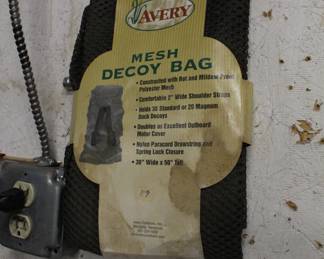 AVERY
MESH
DECOY BAG
• Constructed with Rot and Mildew Proof
Polyester Mesh
• Comfortable 2" Wide Shoulder Straps
• Holds 36 Standard or 20 Magnum
Duck Decoys
• Doubles as Excellent Outboard
Motor Cover
• Nylon Paracord Drawstring and
Spring Lock Closure
• 30" Wide x 50" Tall